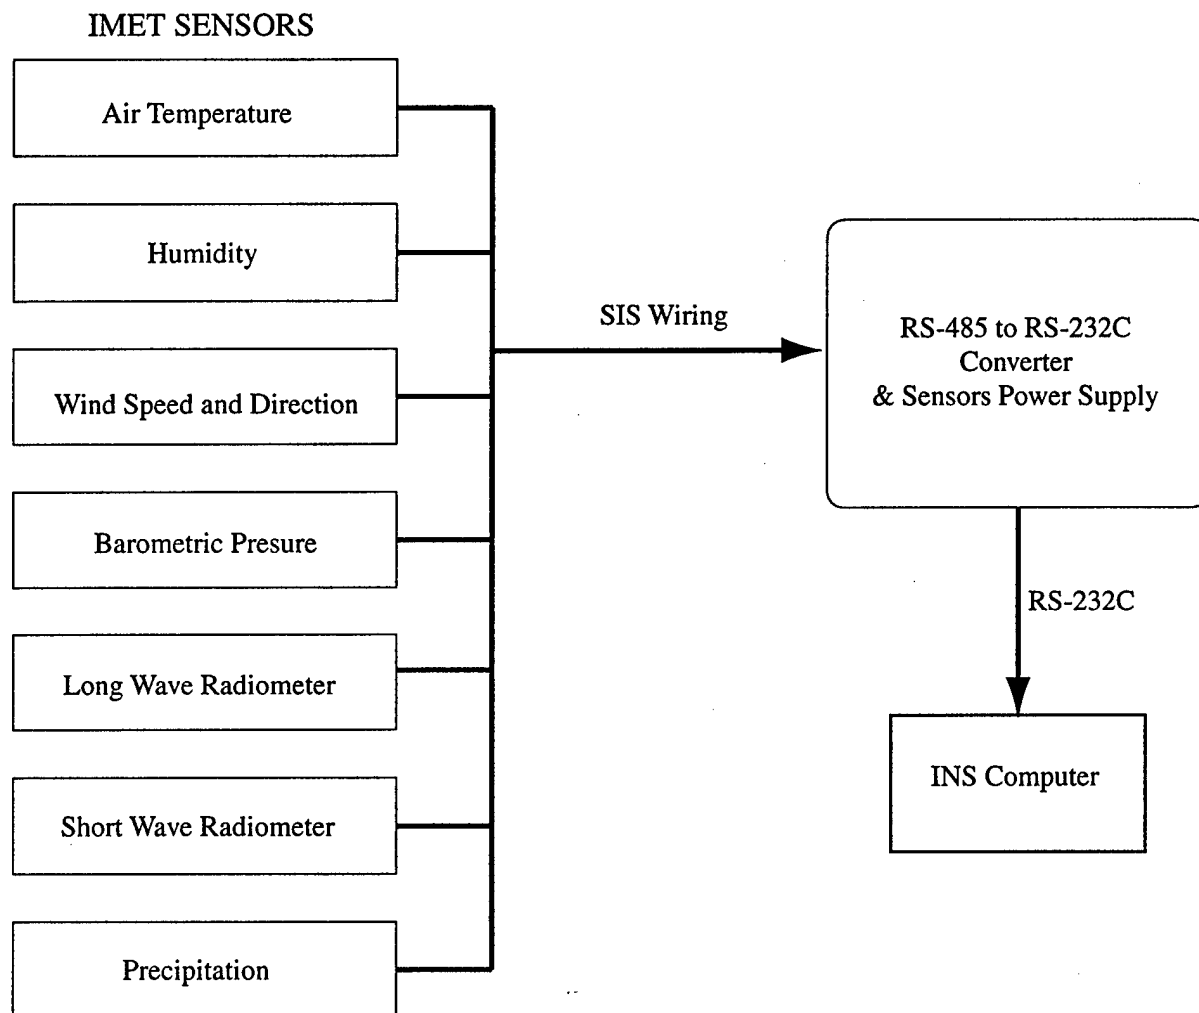 IMET SENSORS
Air Temperature
Humidity
Wind Speed and Direction
Barometric Presure
Long Wave Radiometer
Short Wave Radiometer
Precipitation
SIS Wiring
RS-485 to RS-232C
Converter
& Sensors Power Supply
RS-232C
INS Computer